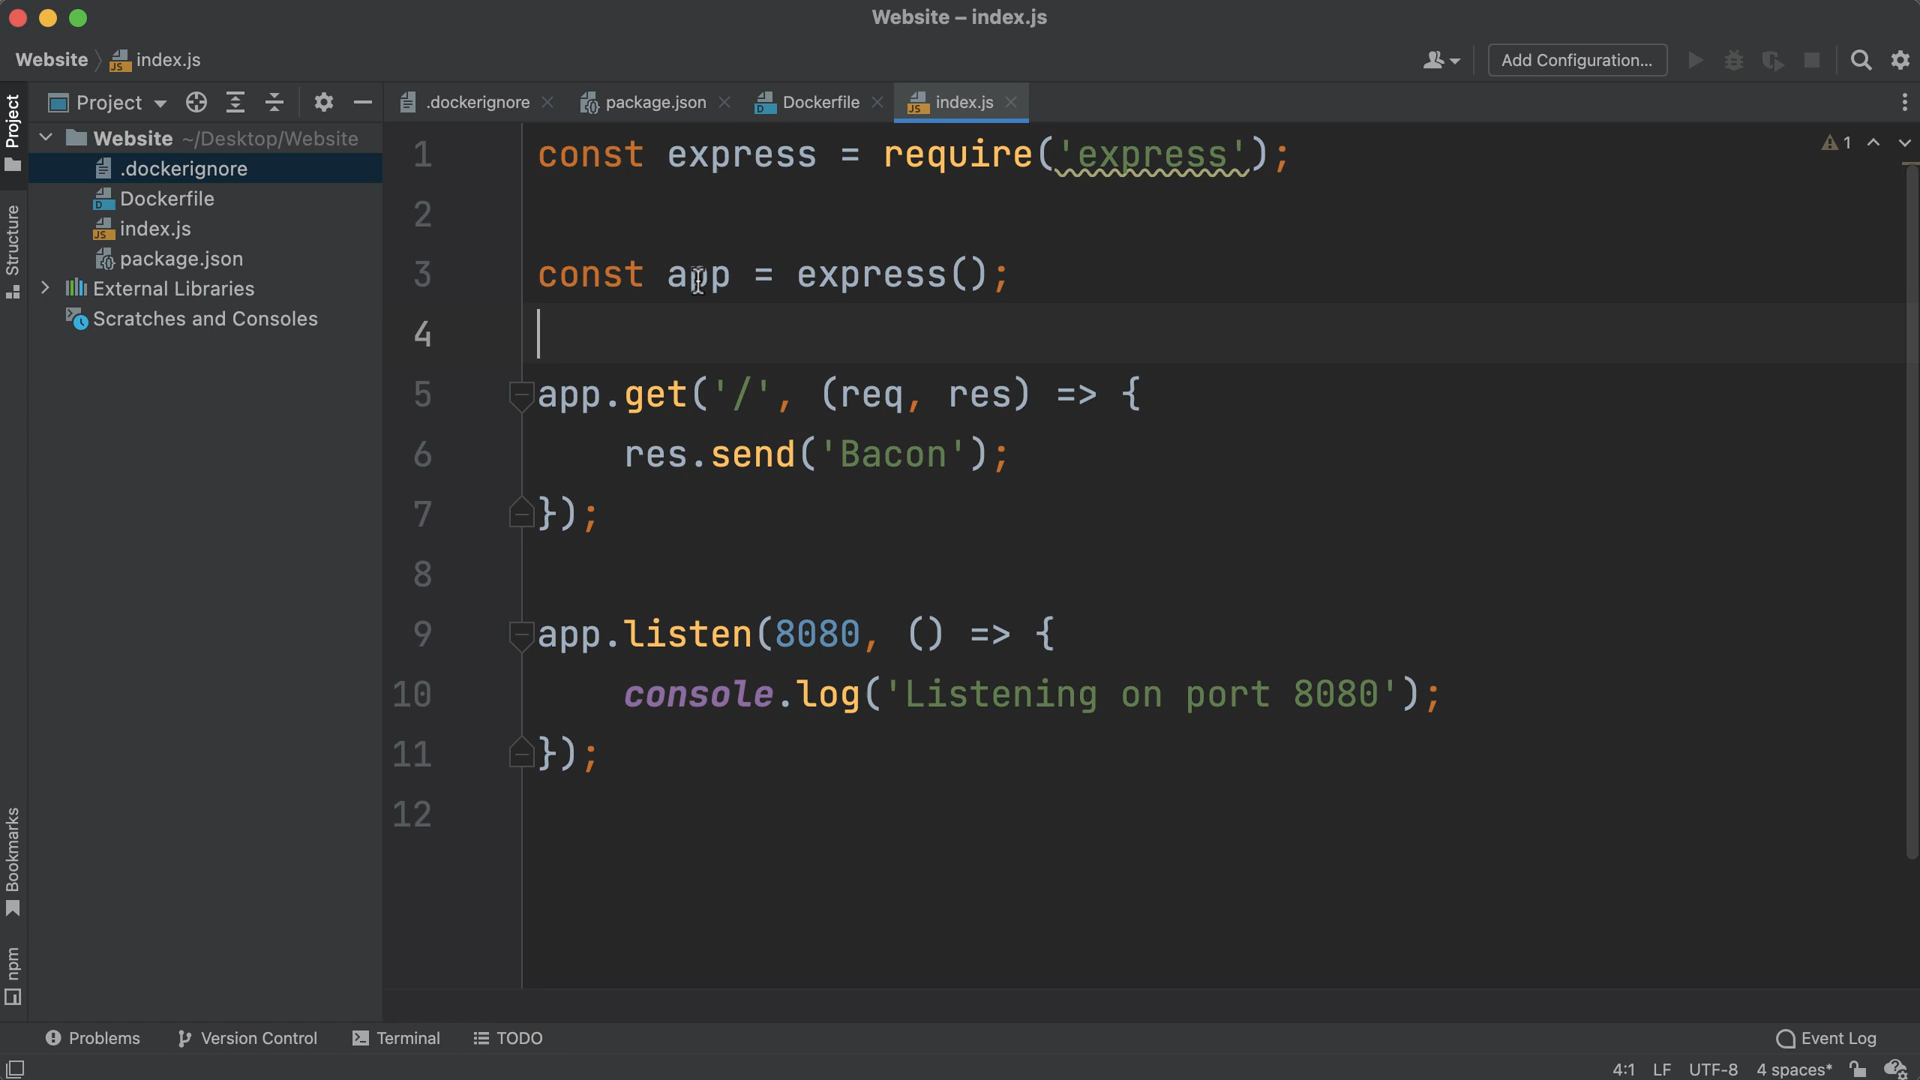 Website – index.js
Website index.js
Add Configuration...
Project
.dockerignore
package.json
Dockerfile
index.js
Project
Structure
Bookmarks
npm
Website ~/Desktop/Website
.dockerignore
Dockerfile
index.js
package.json
External Libraries
Scratches and Consoles
1
1 const express = require('express');
2
3 const app = express();
4
5 app.get('/', (req, res) => {
6 res.send('Bacon');
7 });
8
9 app.listen(8080, () => {
10 console.log('Listening on port 8080');
11 });
12
Problems
Version Control
Terminal
TODO
Event Log
4:1 LF UTF-8 4 spaces*